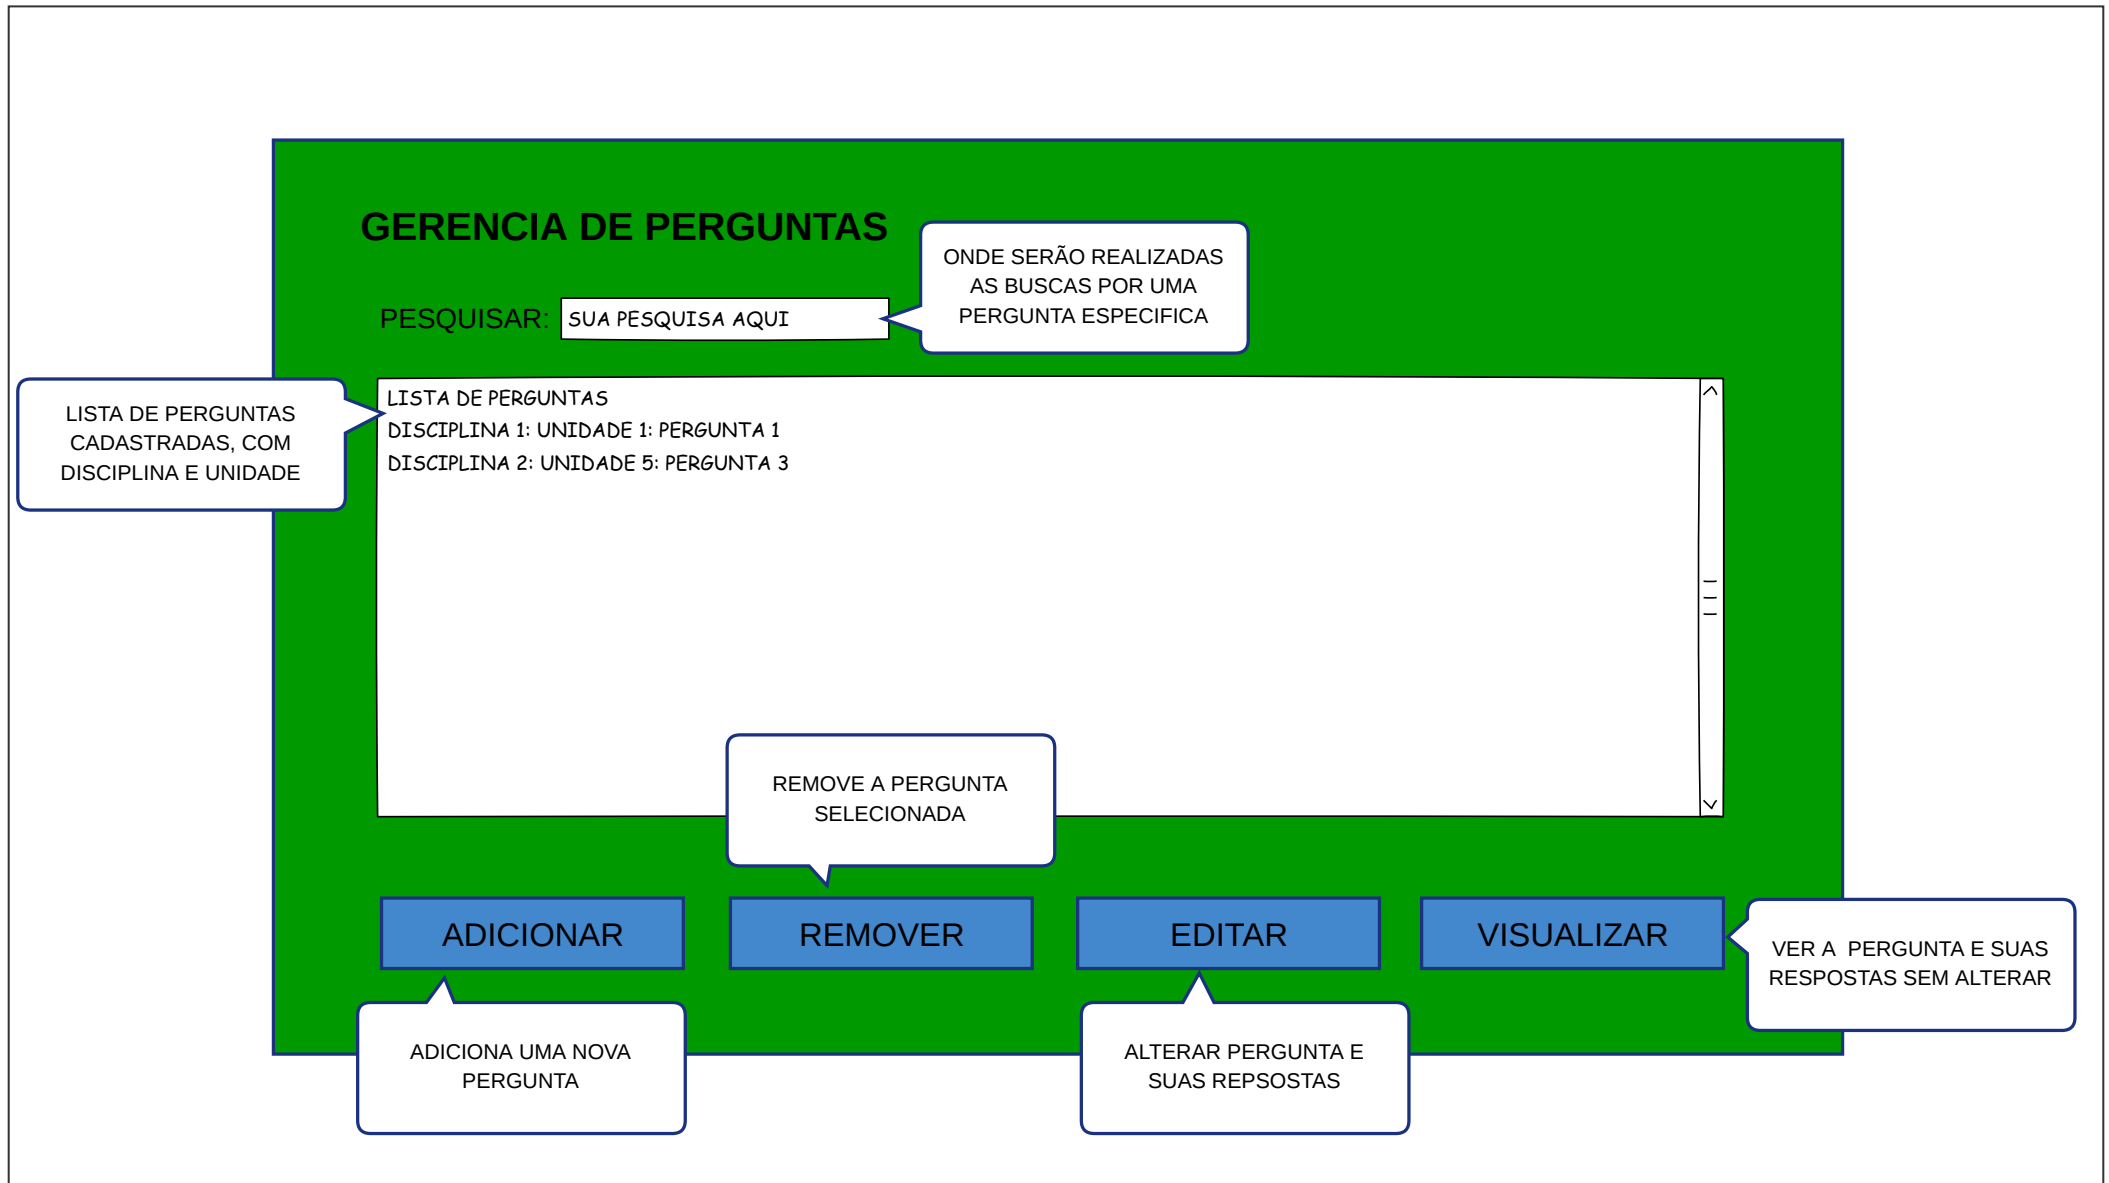 GERENCIA DE PERGUNTAS
ONDE SERÃO REALIZADAS
AS BUSCAS POR UMA
PERGUNTA ESPECIFICA
PESQUISAR:
SUA PESQUISA AQUI
LISTA DE PERGUNTAS
CADASTRADAS, COM
DISCIPLINA E UNIDADE
LISTA DE PERGUNTAS
DISCIPLINA 1: UNIDADE 1: PERGUNTA 1
DISCIPLINA 2: UNIDADE 5: PERGUNTA 3
REMOVE A PERGUNTA
SELECIONADA
ADICIONAR
REMOVER
EDITAR
VISUALIZAR
VER A  PERGUNTA E SUAS
RESPOSTAS SEM ALTERAR
ADICIONA UMA NOVA
PERGUNTA
ALTERAR PERGUNTA E
SUAS REPSOSTAS